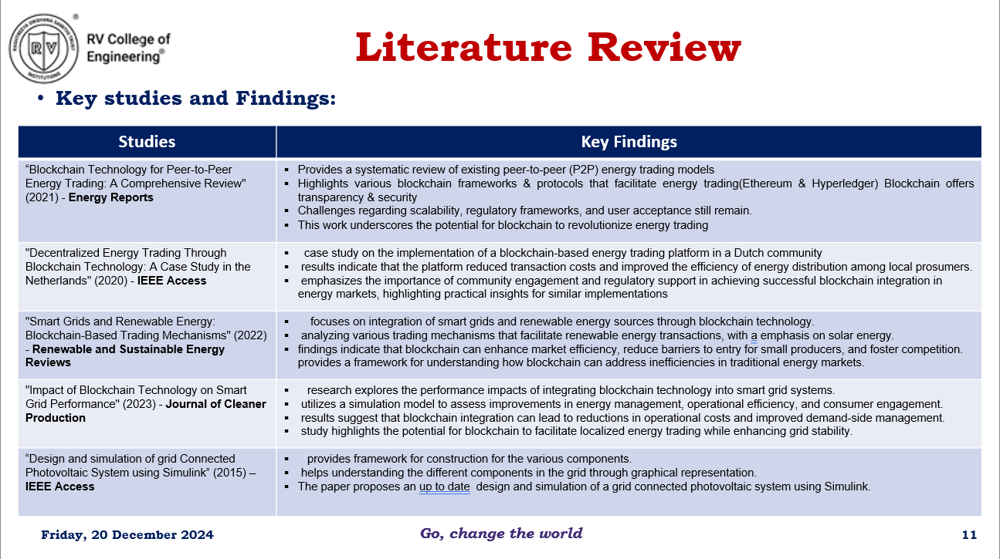 RV College of
Engineering®
Literature Review
• Key studies and Findings:
Studies
Key Findings
“Blockchain Technology for Peer-to-Peer
Energy Trading: A Comprehensive Review"
(2021) - Energy Reports
▪ Provides a systematic review of existing peer-to-peer (P2P) energy trading models
▪ Highlights various blockchain frameworks & protocols that facilitate energy trading(Ethereum & Hyperledger) Blockchain offers
transparency & security
▪ Challenges regarding scalability, regulatory frameworks, and user acceptance still remain.
▪ This work underscores the potential for blockchain to revolutionize energy trading
"Decentralized Energy Trading Through
Blockchain Technology: A Case Study in the
Netherlands" (2020) - IEEE Access
▪ case study on the implementation of a blockchain-based energy trading platform in a Dutch community
▪ results indicate that the platform reduced transaction costs and improved the efficiency of energy distribution among local prosumers.
▪ emphasizes the importance of community engagement and regulatory support in achieving successful blockchain integration in
energy markets, highlighting practical insights for similar implementations
"Smart Grids and Renewable Energy:
Blockchain-Based Trading Mechanisms" (2022)
- Renewable and Sustainable Energy
Reviews
▪ focuses on integration of smart grids and renewable energy sources through blockchain technology.
▪ analyzing various trading mechanisms that facilitate renewable energy transactions, with a emphasis on solar energy.
▪ findings indicate that blockchain can enhance market efficiency, reduce barriers to entry for small producers, and foster competition.
provides a framework for understanding how blockchain can address inefficiencies in traditional energy markets.
"Impact of Blockchain Technology on Smart
Grid Performance" (2023) - Journal of Cleaner
Production
▪ research explores the performance impacts of integrating blockchain technology into smart grid systems.
▪ utilizes a simulation model to assess improvements in energy management, operational efficiency, and consumer engagement.
▪ results suggest that blockchain integration can lead to reductions in operational costs and improved demand-side management.
▪ study highlights the potential for blockchain to facilitate localized energy trading while enhancing grid stability.
“Design and simulation of grid Connected
Photovoltaic System using Simulink” (2015) –
IEEE Access
▪ provides framework for construction for the various components.
▪ helps understanding the different components in the grid through graphical representation.
▪ The paper proposes an up to date design and simulation of a grid connected photovoltaic system using Simulink.
Friday, 20 December 2024
Go, change the world
11